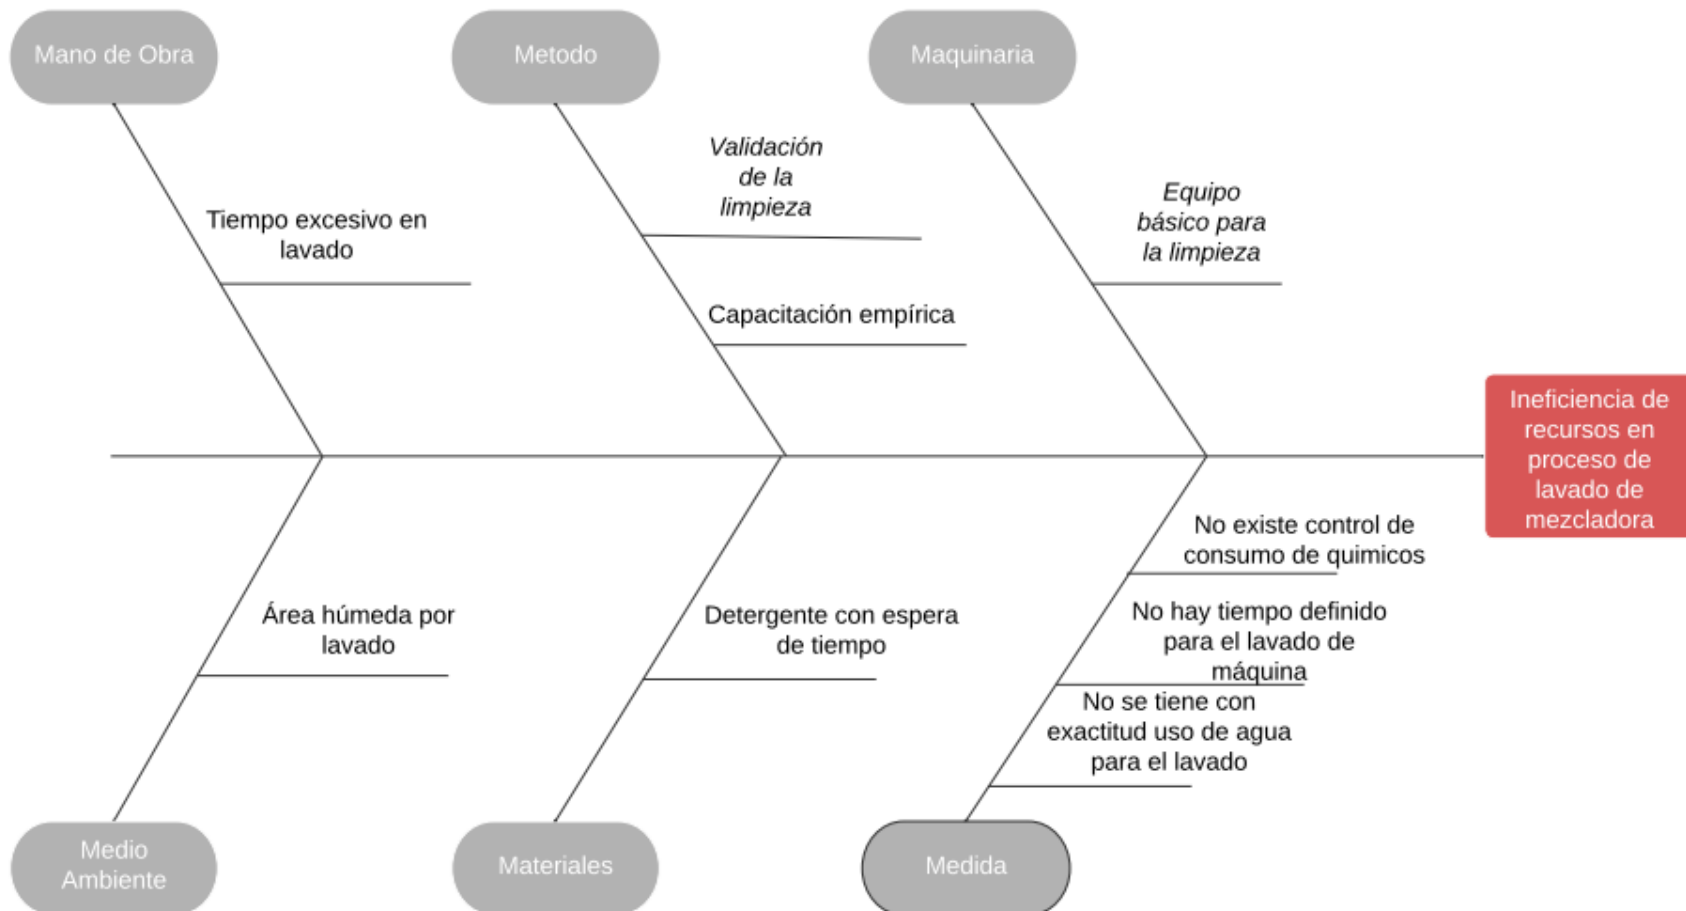 Mano de Obra
Metodo
Maquinaria
Validación
de la
limpieza
Equipo
básico para
la limpieza
Tiempo excesivo en
lavado
Capacitación empírica
Ineficiencia de
recursos en
proceso de
lavado de
mezcladora
No existe control de
consumo de quimicos
Área húmeda por
lavado
Detergente con espera
de tiempo
No hay tiempo definido
para el lavado de
máquina
No se tiene con
exactitud uso de agua
para el lavado
Medio
Ambiente
Materiales
Medida